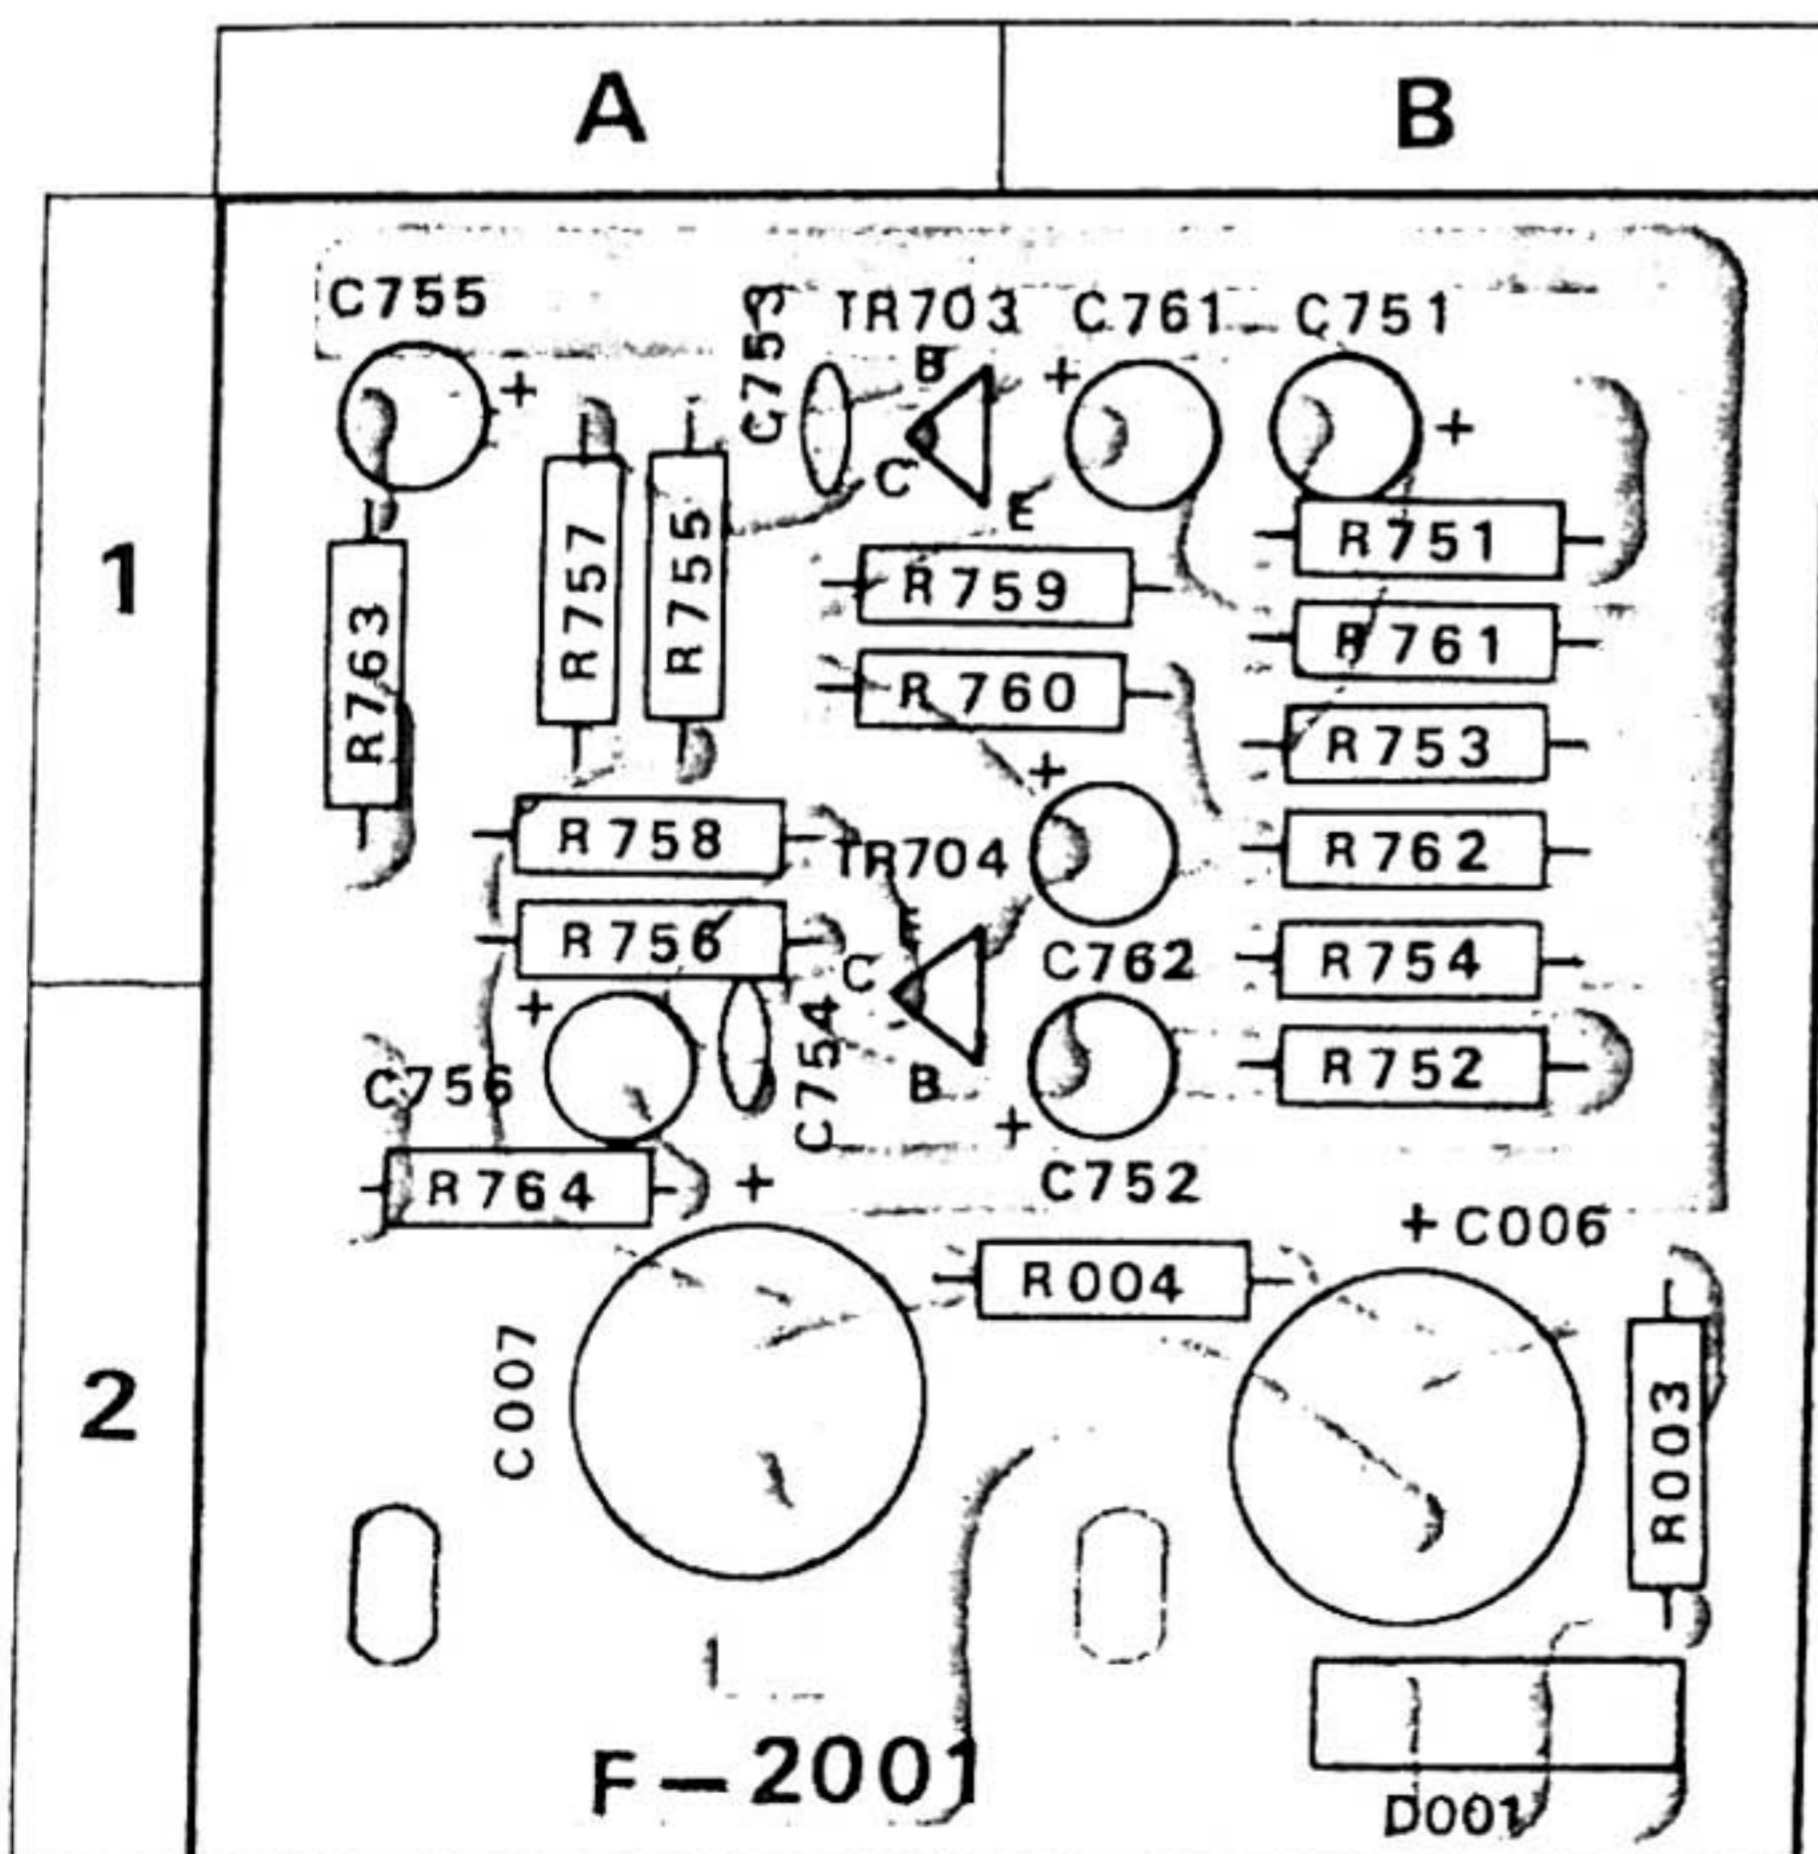 A B
C755 C753 TR703 C761 C751
+ B + +
C E
1
R763 R757 R755 R759 R751
R761
R760
R753
+
R758 TR704 R762
R756 E
C C762 R754
+
C756 C754 B R752
+
R764 + C752
+ C006
R004
2
C007 R003
F-2001
D001